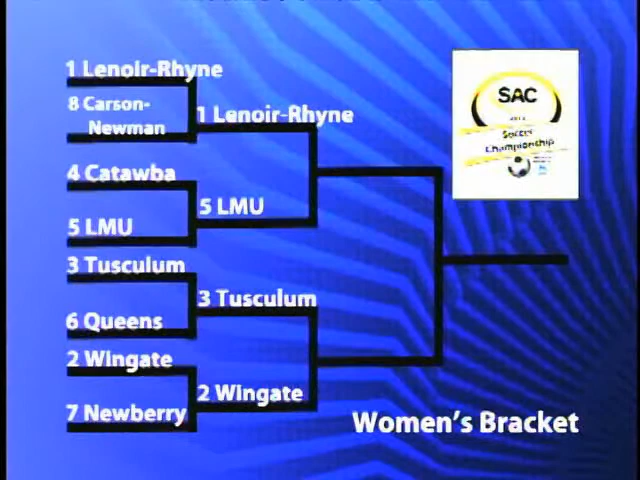 1 Lenoir-Rhyne
8 Carson-
Newman
1 Lenoir-Rhyne
4 Catawba
5 LMU
5 LMU
3 Tusculum
3 Tusculum
6 Queens
2 Wingate
2 Wingate
7 Newberry
SAC
Soccer
Championship
Women's Bracket